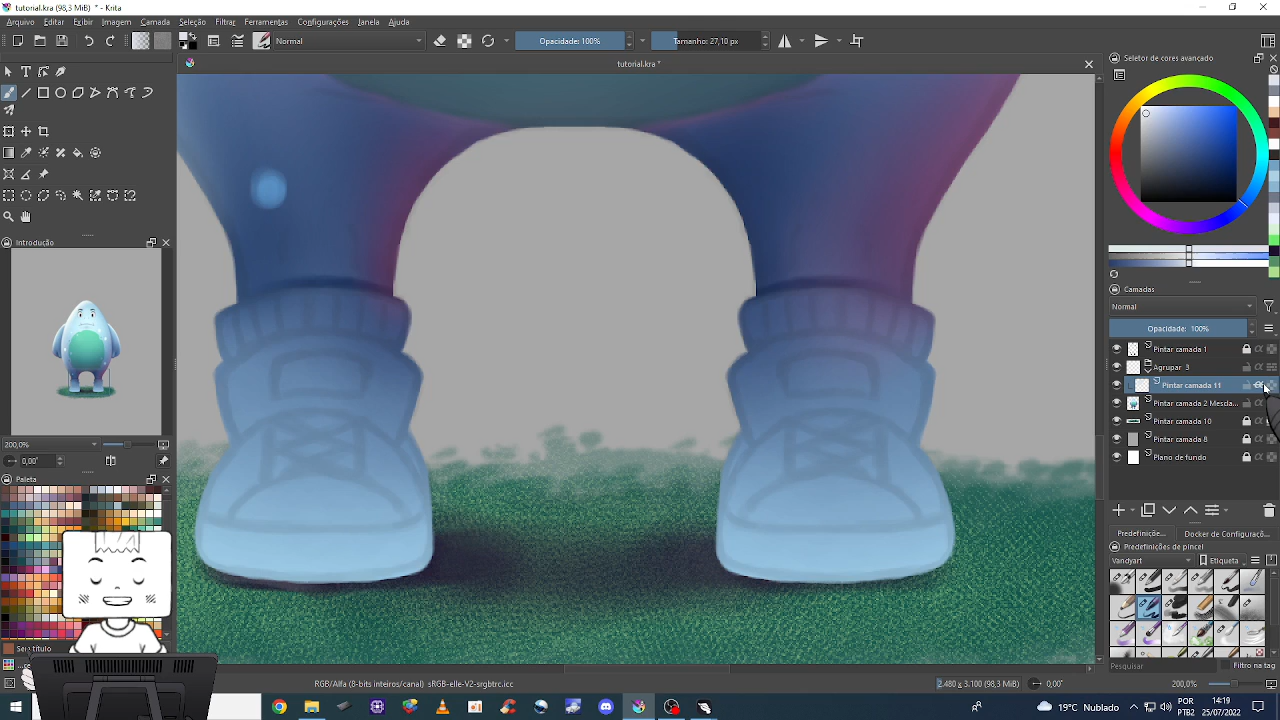 tutorial.kra (98,3 MiB) * - Krita
Arquivo Editar Exibir Imagem Camada Seleção Filtrar Ferramentas Configurações Janela Ajuda
Normal
Opacidade: 100%
Tamanho: 27,10 px
tutorial.kra *
Seletor de cores avançado
Introdução
Camadas
Normal
Opacidade: 100%
Pintar camada 1
Agrupar 3
Pintar camada 11
Pintar camada 2 Mescla...
Pintar camada 10
Pintar camada 8
Plano de fundo
200,0%
0,00°
Paleta
Predefiniçõe...
Docker de Configuraçã...
Predefinições de pincel
Vandyart
Etiqueta
Pesquisar
Filtro na tag
RGB/Alfa (8-bits inteiros/canal) sRGB-elle-V2-srgbtrc.icc
2.480 x 3.100 (98,3 MiB)
0,00°
200,0%
19°C Nublado
POR
PTB2
14:19
25/07/2022